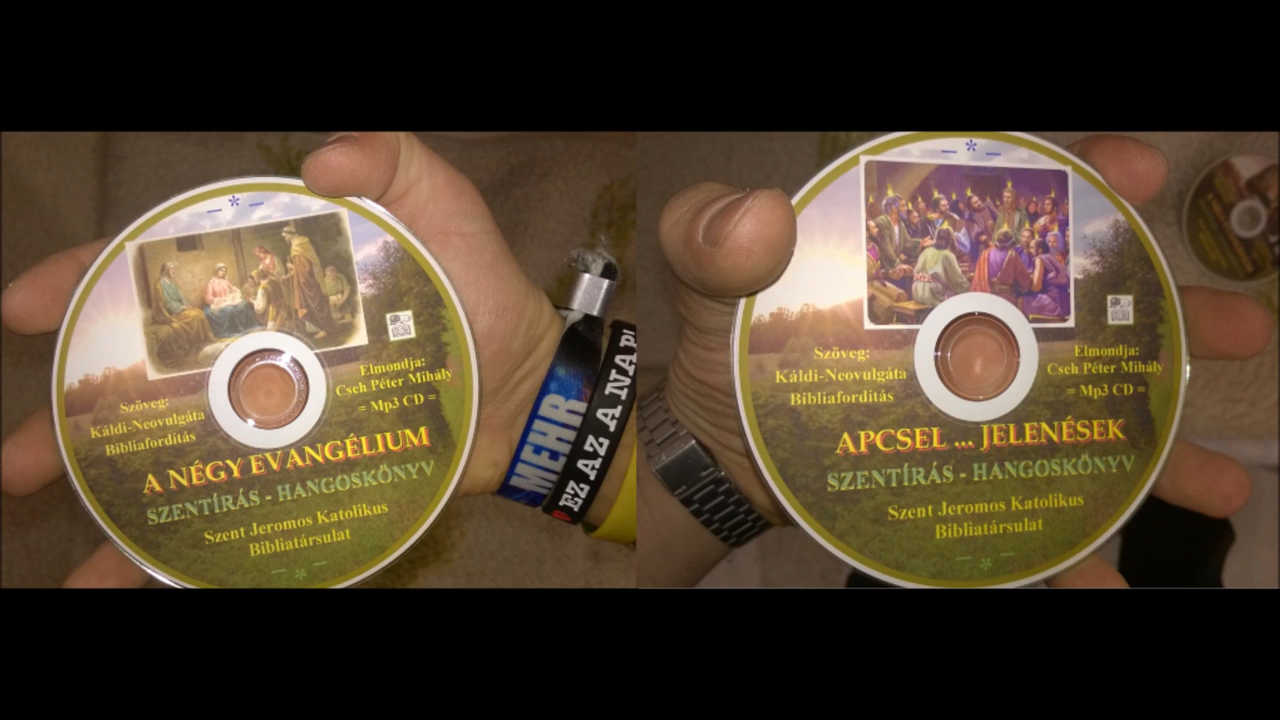 – * –
Szöveg:
Káldi-Neovulgáta
Bibliafordítás
Elmondja:
Cseh Péter Mihály
= Mp3 CD =
A NÉGY EVANGÉLIUM
SZENTÍRÁS - HANGOSKÖNYV
Szent Jeromos Katolikus
Bibliatársulat
– * –
MEHR
EZ AZ A NAP!
– * –
Szöveg:
Káldi-Neovulgáta
Bibliafordítás
Elmondja:
Cseh Péter Mihály
= Mp3 CD =
APCSEL ... JELENÉSEK
SZENTÍRÁS - HANGOSKÖNYV
Szent Jeromos Katolikus
Bibliatársulat
– * –